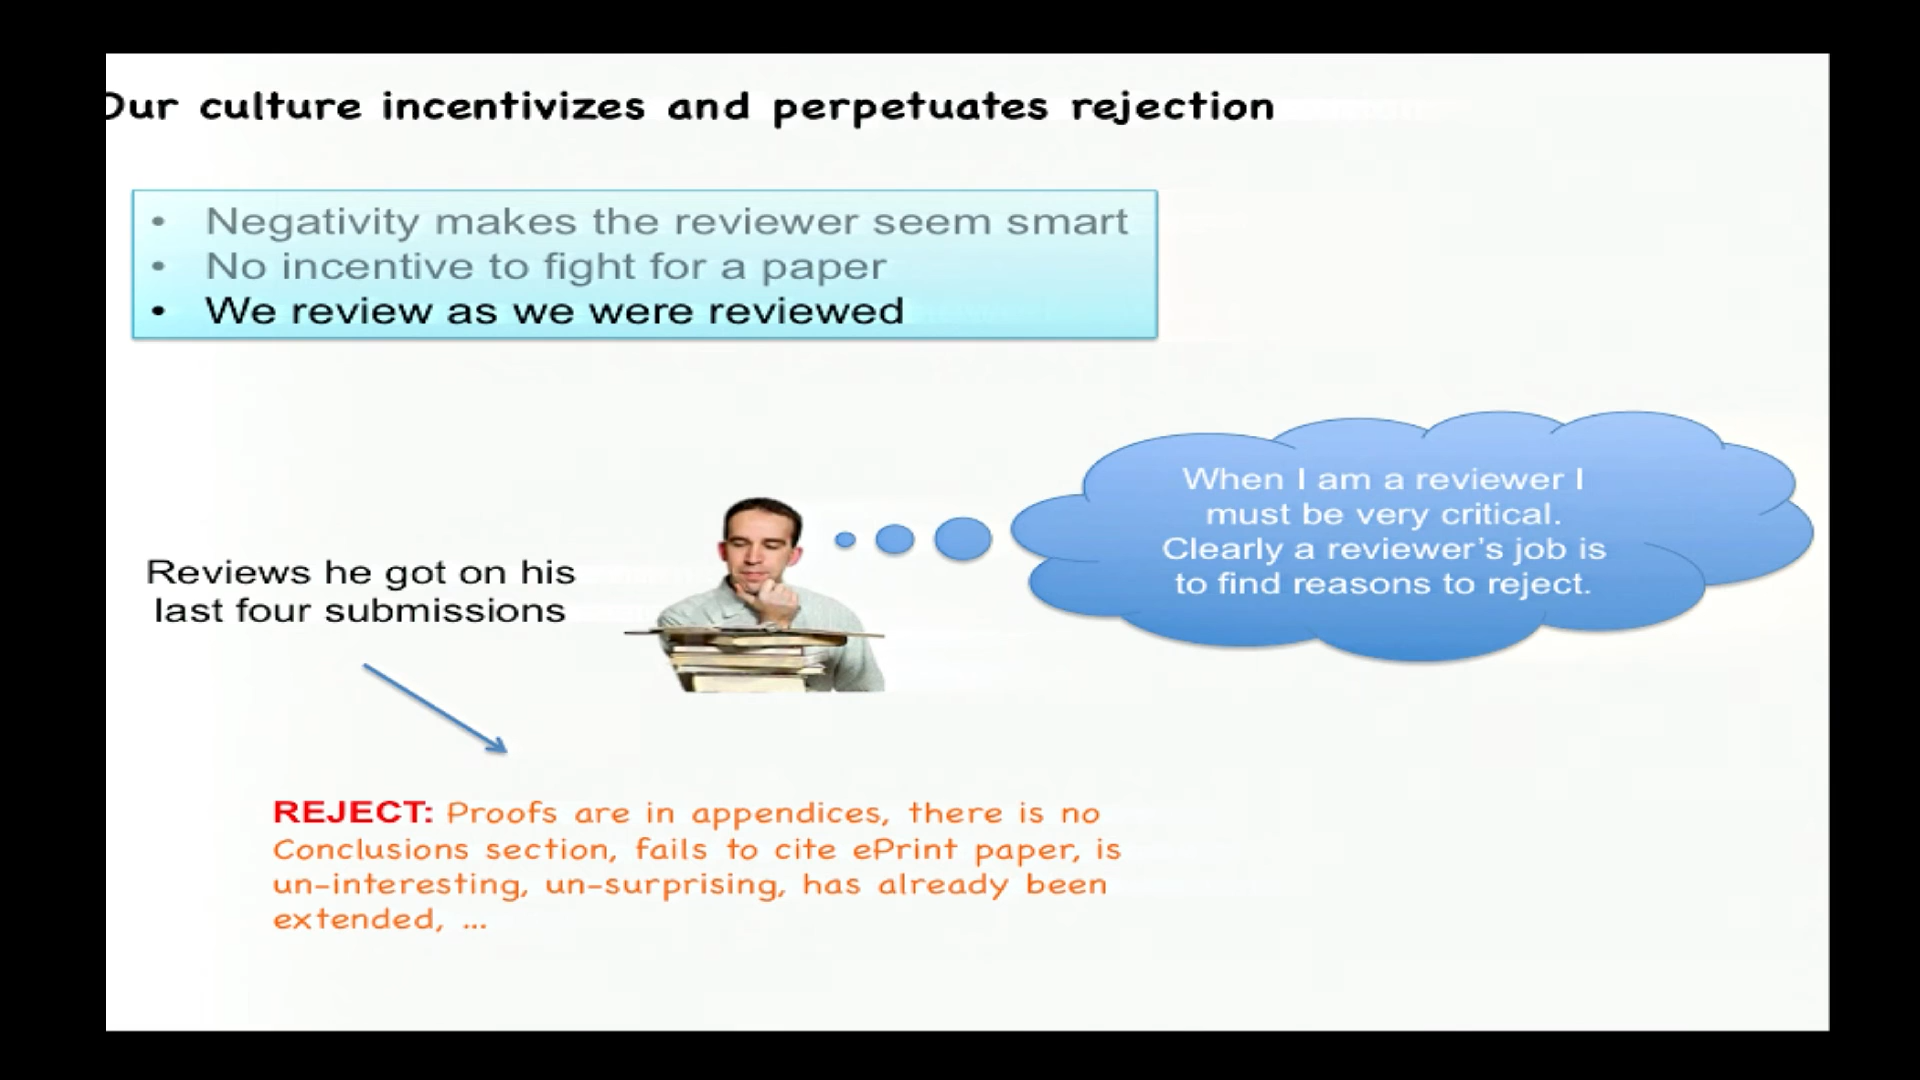 Our culture incentivizes and perpetuates rejection
• Negativity makes the reviewer seem smart
• No incentive to fight for a paper
• We review as we were reviewed
When I am a reviewer I
must be very critical.
Clearly a reviewer's job is
to find reasons to reject.
Reviews he got on his
last four submissions
REJECT: Proofs are in appendices, there is no
Conclusions section, fails to cite ePrint paper, is
un-interesting, un-surprising, has already been
extended, ...